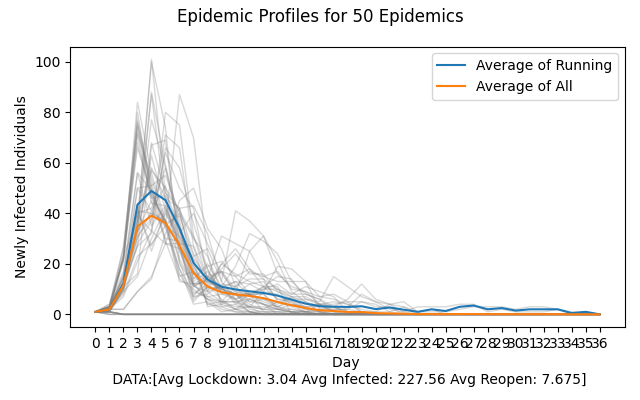 Epidemic Profiles for 50 Epidemics
Average of Running
Average of All
Newly Infected Individuals
100
80
60
40
20
0
0 1 2 3 4 5 6 7 8 9 10 11 12 13 14 15 16 17 18 19 20 21 22 23 24 25 26 27 28 29 30 31 32 33 34 35 36
Day
DATA:[Avg Lockdown: 3.04 Avg Infected: 227.56 Avg Reopen: 7.675]